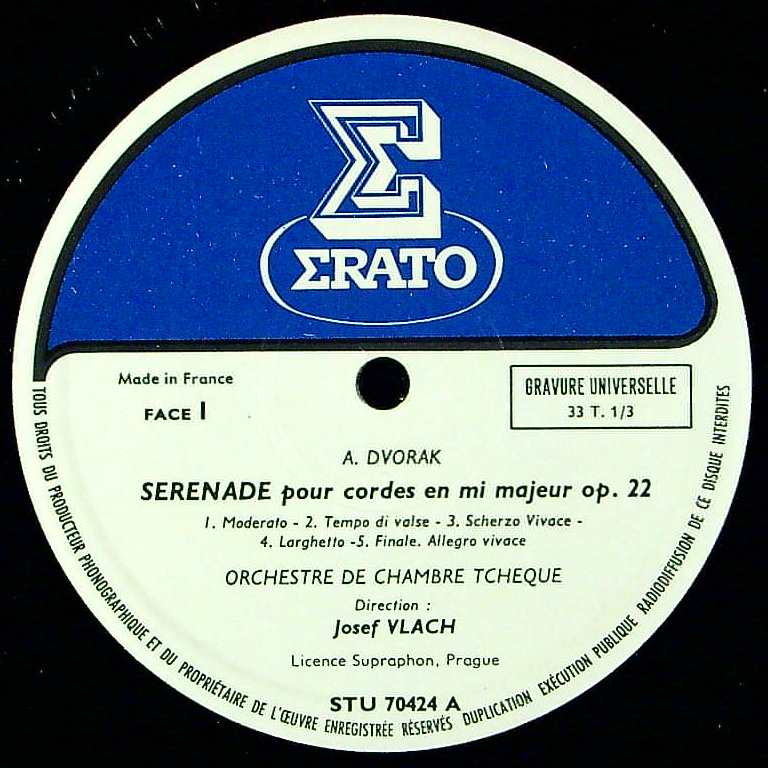 Σ
ΣRATO
Made in France
FACE I
GRAVURE UNIVERSELLE
33 T. 1/3
A. DVORAK
SERENADE pour cordes en mi majeur op. 22
1. Moderato - 2. Tempo di valse - 3. Scherzo Vivace -
4. Larghetto -5. Finale. Allegro vivace
ORCHESTRE DE CHAMBRE TCHEQUE
Direction :
Josef VLACH
Licence Supraphon, Prague
STU 70424 A
TOUS DROITS DU PRODUCTEUR PHONOGRAPHIQUE ET DU PROPRIÉTAIRE DE L'ŒUVRE ENREGISTRÉE RÉSERVÉS DUPLICATION EXÉCUTION PUBLIQUE RADIODIFFUSION DE CE DISQUE INTERDITES